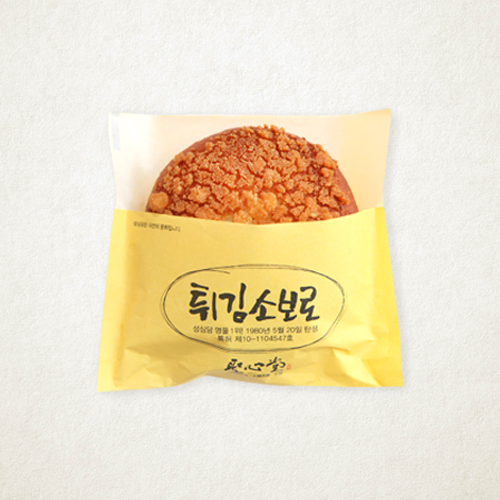 튀김소보로
성심당 명물 1위! 1980년 5월 20일 탄생
특허 제10-1104547호
聖心堂